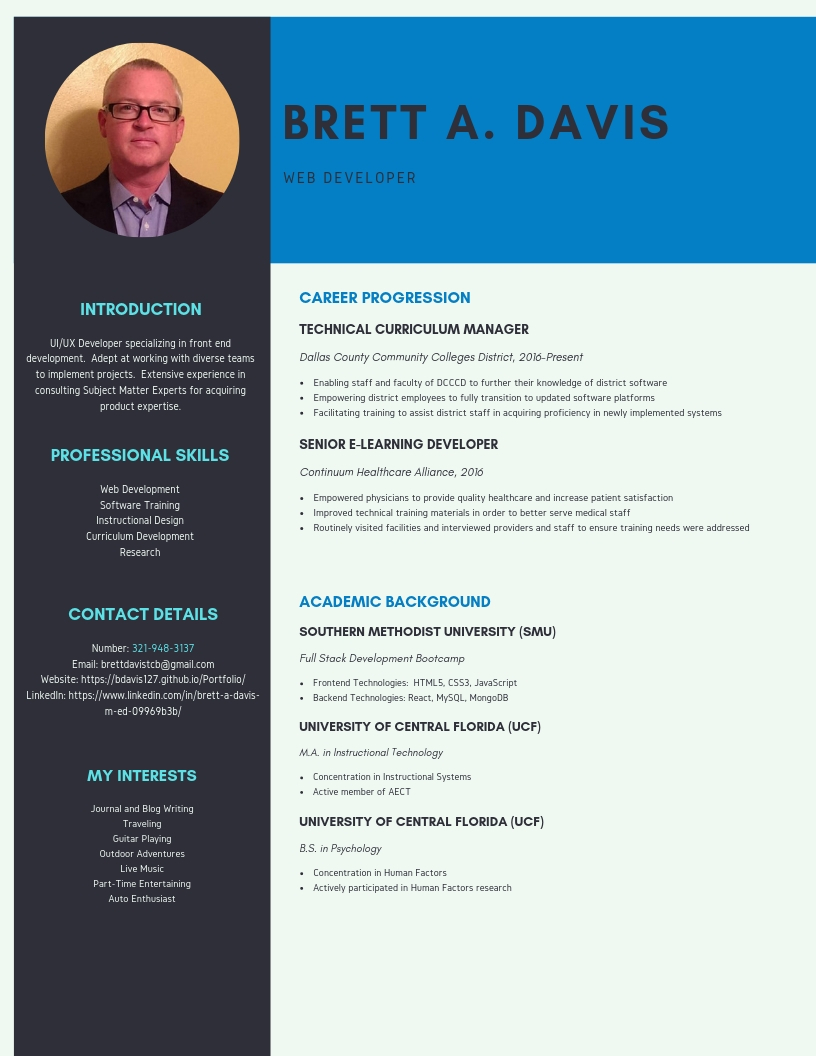 BRETT A. DAVIS
WEB DEVELOPER
INTRODUCTION
UI/UX Developer specializing in front end
development.  Adept at working with diverse teams
to implement projects.  Extensive experience in
consulting Subject Matter Experts for acquiring
product expertise.
PROFESSIONAL SKILLS
Web Development
Software Training
Instructional Design
Curriculum Development
Research
CONTACT DETAILS
Number: 321-948-3137
Email: brettdavistcb@gmail.com
Website: https://bdavis127.github.io/Portfolio/
LinkedIn: https://www.linkedin.com/in/brett-a-davis-
m-ed-09969b3b/
MY INTERESTS
Journal and Blog Writing
Traveling
Guitar Playing
Outdoor Adventures
Live Music
Part-Time Entertaining
Auto Enthusiast
CAREER PROGRESSION
TECHNICAL CURRICULUM MANAGER
Dallas County Community Colleges District, 2016-Present
• Enabling staff and faculty of DCCCD to further their knowledge of district software
• Empowering district employees to fully transition to updated software platforms
• Facilitating training to assist district staff in acquiring proficiency in newly implemented systems
SENIOR E-LEARNING DEVELOPER
Continuum Healthcare Alliance, 2016
• Empowered physicians to provide quality healthcare and increase patient satisfaction
• Improved technical training materials in order to better serve medical staff
• Routinely visited facilities and interviewed providers and staff to ensure training needs were addressed
ACADEMIC BACKGROUND
SOUTHERN METHODIST UNIVERSITY (SMU)
Full Stack Development Bootcamp
• Frontend Technologies:  HTML5, CSS3, JavaScript
• Backend Technologies: React, MySQL, MongoDB
UNIVERSITY OF CENTRAL FLORIDA (UCF)
M.A. in Instructional Technology
• Concentration in Instructional Systems
• Active member of AECT
UNIVERSITY OF CENTRAL FLORIDA (UCF)
B.S. in Psychology
• Concentration in Human Factors
• Actively participated in Human Factors research